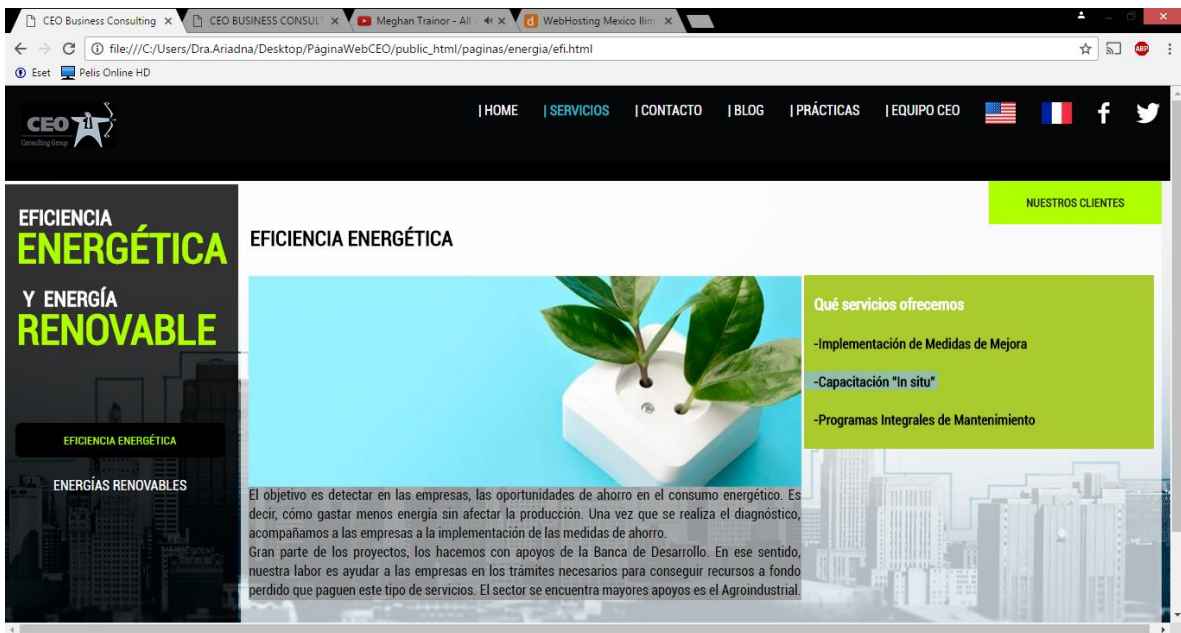 CEO Business Consulting
CEO BUSINESS CONSULT
Meghan Trainor - All
WebHosting Mexico Ilim
file:///C:/Users/Dra.Ariadna/Desktop/PáginaWebCEO/public_html/paginas/energia/efi.html
ABP
Eset Pelis Online HD
CEO
Consulting Group
| HOME | SERVICIOS | CONTACTO | BLOG | PRÁCTICAS | EQUIPO CEO
NUESTROS CLIENTES
EFICIENCIA
ENERGÉTICA
Y ENERGÍA
RENOVABLE
EFICIENCIA ENERGÉTICA
ENERGÍAS RENOVABLES
EFICIENCIA ENERGÉTICA
El objetivo es detectar en las empresas, las oportunidades de ahorro en el consumo energético. Es
decir, cómo gastar menos energía sin afectar la producción. Una vez que se realiza el diagnóstico,
acompañamos a las empresas a la implementación de las medidas de ahorro.
Gran parte de los proyectos, los hacemos con apoyos de la Banca de Desarrollo. En ese sentido,
nuestra labor es ayudar a las empresas en los trámites necesarios para conseguir recursos a fondo
perdido que paguen este tipo de servicios. El sector se encuentra mayores apoyos es el Agroindustrial.
Qué servicios ofrecemos
-Implementación de Medidas de Mejora
-Capacitación "In situ"
-Programas Integrales de Mantenimiento